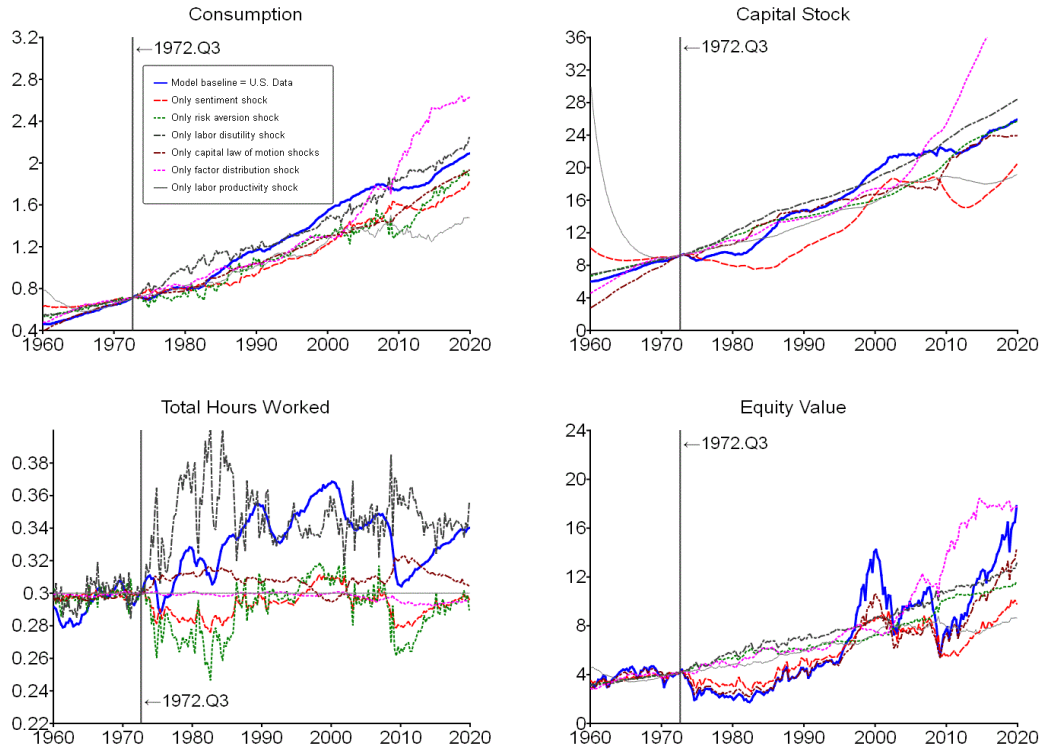 Consumption
3.2
2.8
2.4
2
1.6
1.2
0.8
0.4
←1972.Q3
Model baseline = U.S. Data
Only sentiment shock
Only risk aversion shock
Only labor disutility shock
Only capital law of motion shocks
Only factor distribution shock
Only labor productivity shock
1960 1970 1980 1990 2000 2010 2020
Capital Stock
36
32
28
24
20
16
12
8
4
0
←1972.Q3
1960 1970 1980 1990 2000 2010 2020
Total Hours Worked
0.38
0.36
0.34
0.32
0.3
0.28
0.26
0.24
0.22
←1972.Q3
1960 1970 1980 1990 2000 2010 2020
Equity Value
24
20
16
12
8
4
0
←1972.Q3
1960 1970 1980 1990 2000 2010 2020